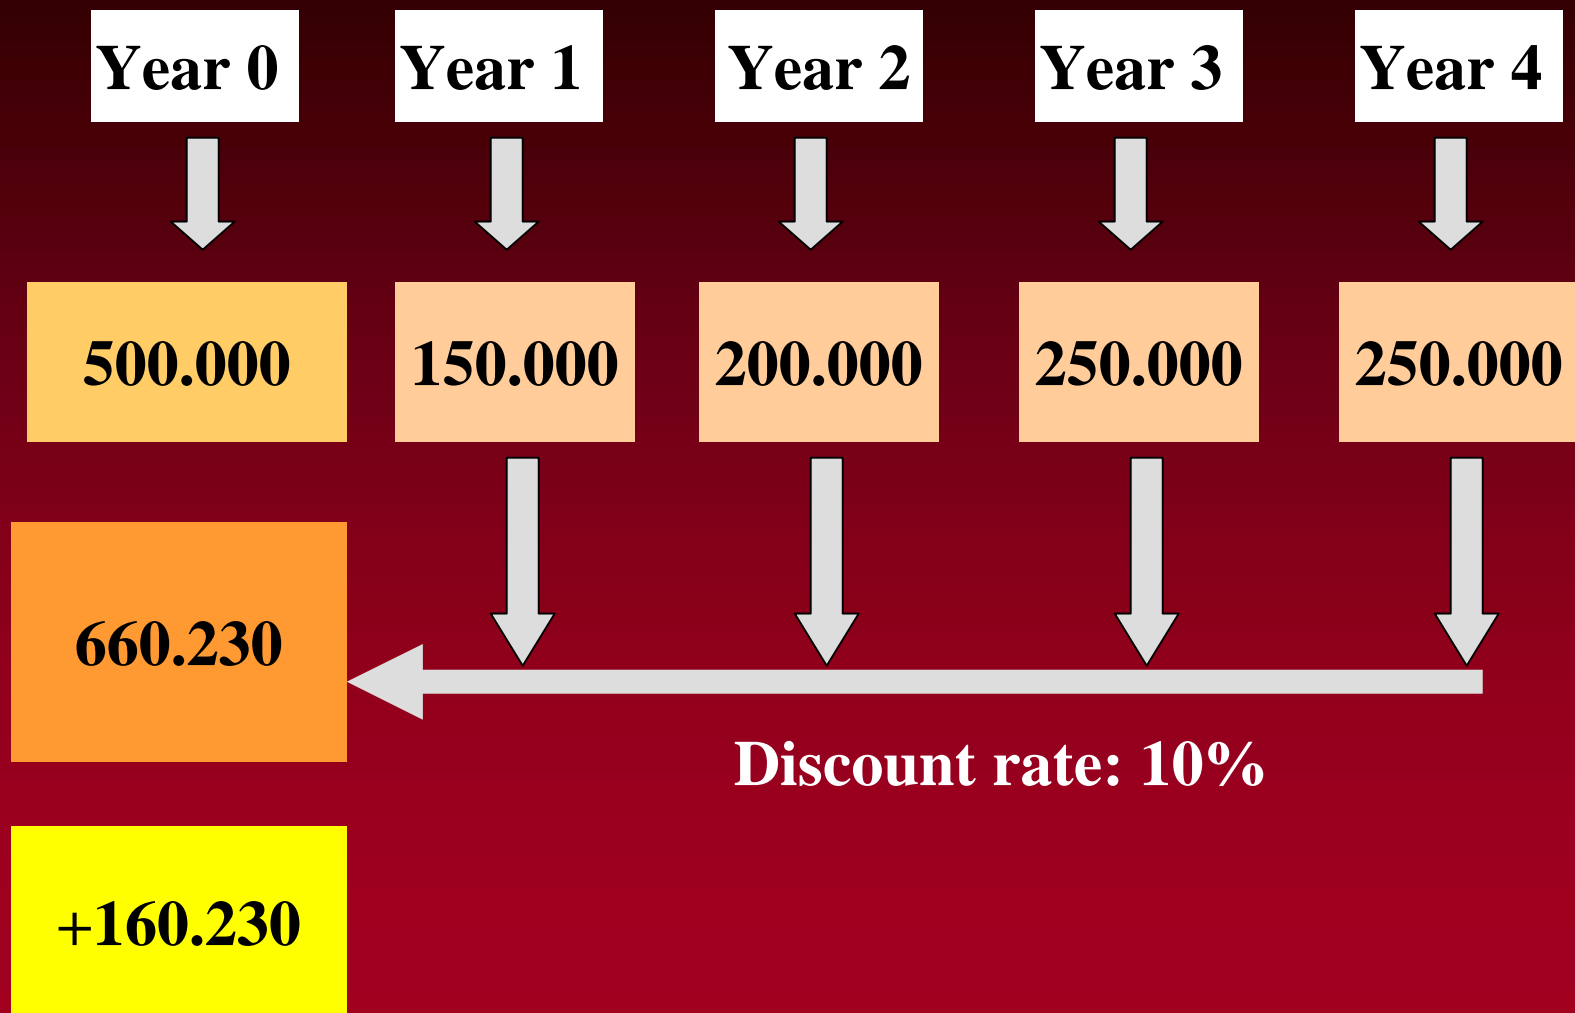 Year 0
Year 1
Year 2
Year 3
Year 4
500.000
150.000
200.000
250.000
250.000
660.230
Discount rate: 10%
+160.230